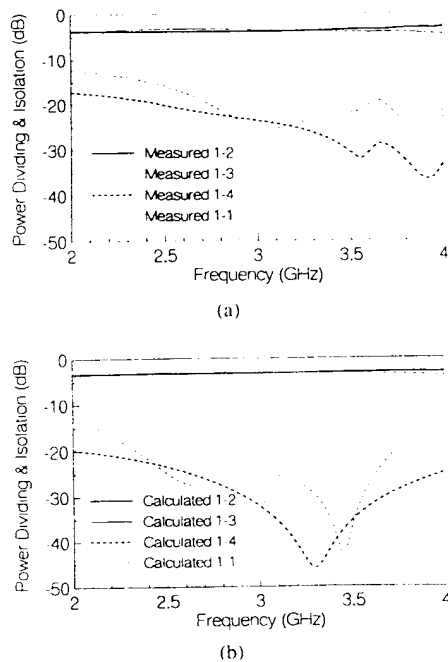 Power Dividing & Isolation (dB)
0
-10
-20
-30
-40
-50
Measured 1-2
Measured 1-3
Measured 1-4
Measured 1-1
2
2.5
3
3.5
4
Frequency (GHz)
(a)
Power Dividing & Isolation (dB)
0
-10
-20
-30
-40
-50
Calculated 1-2
Calculated 1-3
Calculated 1-4
Calculated 1-1
2
2.5
3
3.5
4
Frequency (GHz)
(b)